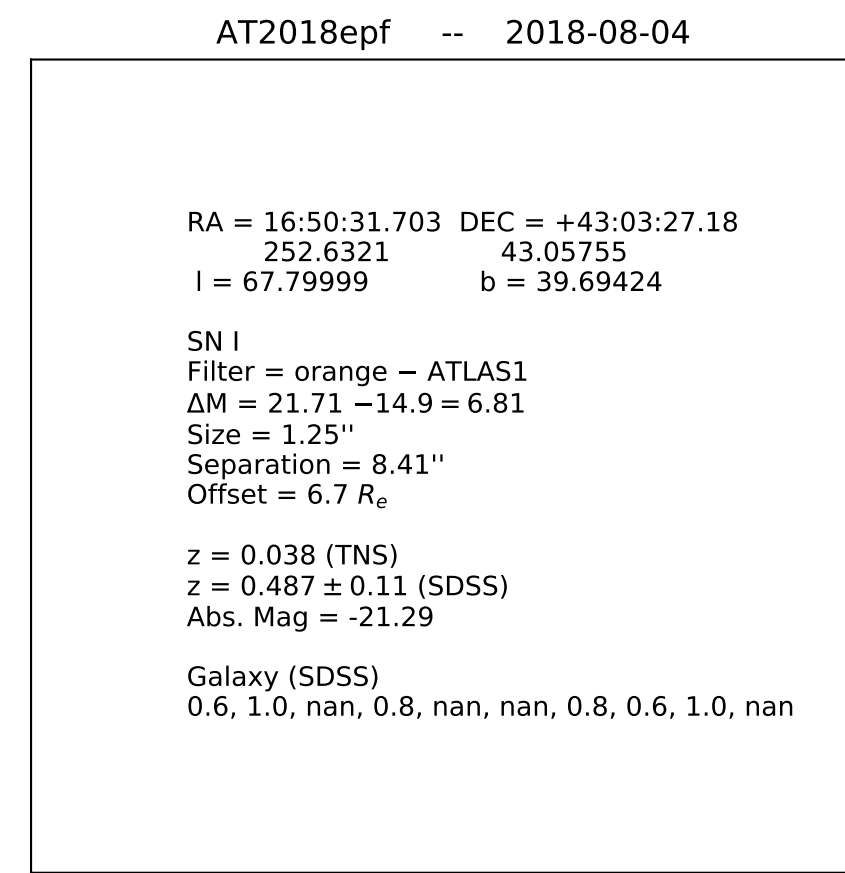 AT2018epf -- 2018-08-04
RA = 16:50:31.703 DEC = +43:03:27.18
252.6321 43.05755
l = 67.79999 b = 39.69424
SN I
Filter = orange − ATLAS1
ΔM = 21.71 −14.9 = 6.81
Size = 1.25''
Separation = 8.41''
Offset = 6.7 Rₑ
z = 0.038 (TNS)
z = 0.487 ± 0.11 (SDSS)
Abs. Mag = -21.29
Galaxy (SDSS)
0.6, 1.0, nan, 0.8, nan, nan, 0.8, 0.6, 1.0, nan